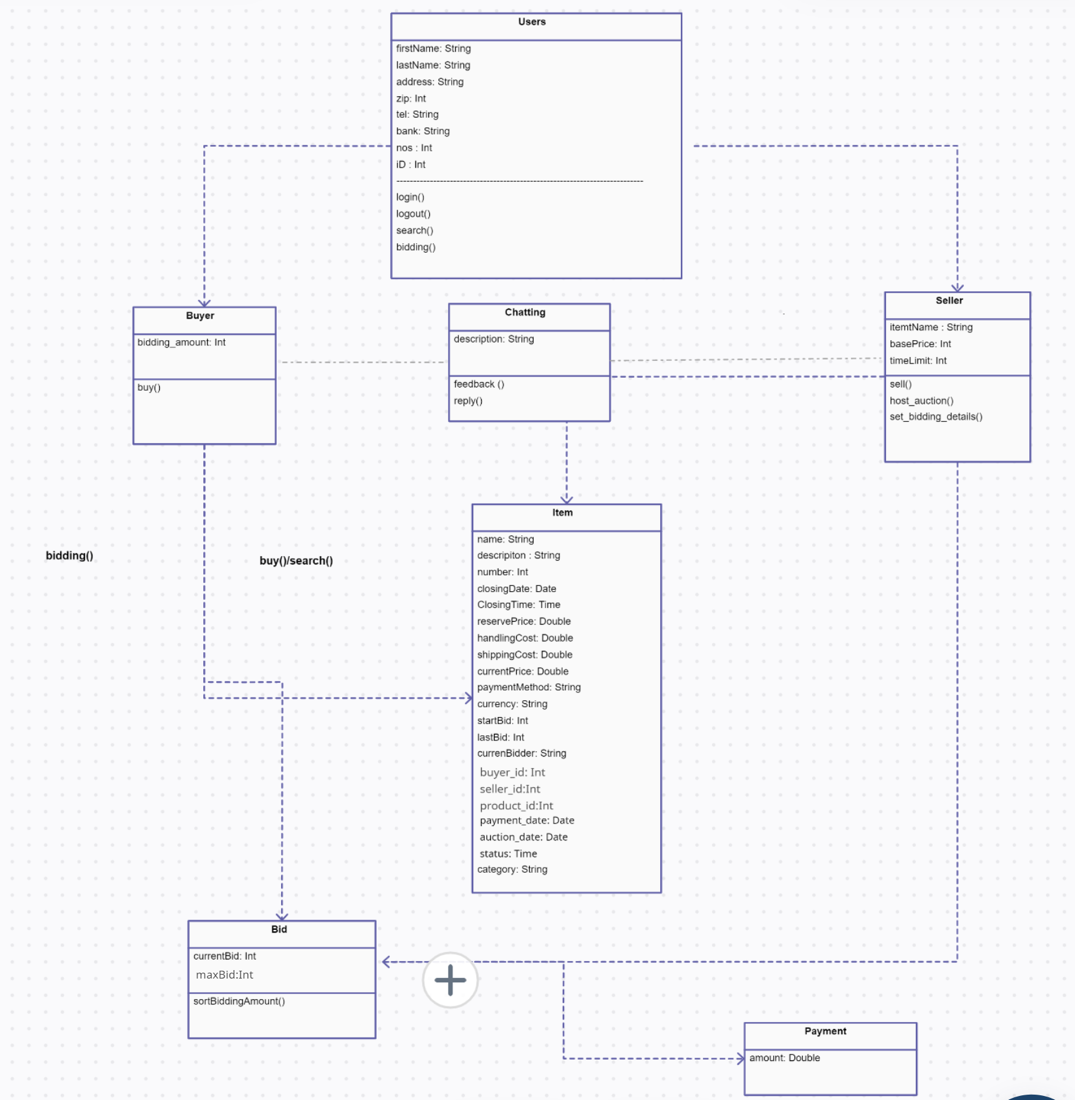 Users
firstName: String
lastName: String
address: String
zip: Int
tel: String
bank: String
nos : Int
iD : Int
login()
logout()
search()
bidding()
Buyer
bidding_amount: Int
buy()
Chatting
description: String
feedback ()
reply()
Seller
itemtName : String
basePrice: Int
timeLimit: Int
sell()
host_auction()
set_bidding_details()
bidding()
buy()/search()
Item
name: String
descripiton : String
number: Int
closingDate: Date
ClosingTime: Time
reservePrice: Double
handlingCost: Double
shippingCost: Double
currentPrice: Double
paymentMethod: String
currency: String
startBid: Int
lastBid: Int
currenBidder: String
buyer_id: Int
seller_id:Int
product_id:Int
payment_date: Date
auction_date: Date
status: Time
category: String
Bid
currentBid: Int
maxBid:Int
sortBiddingAmount()
Payment
amount: Double